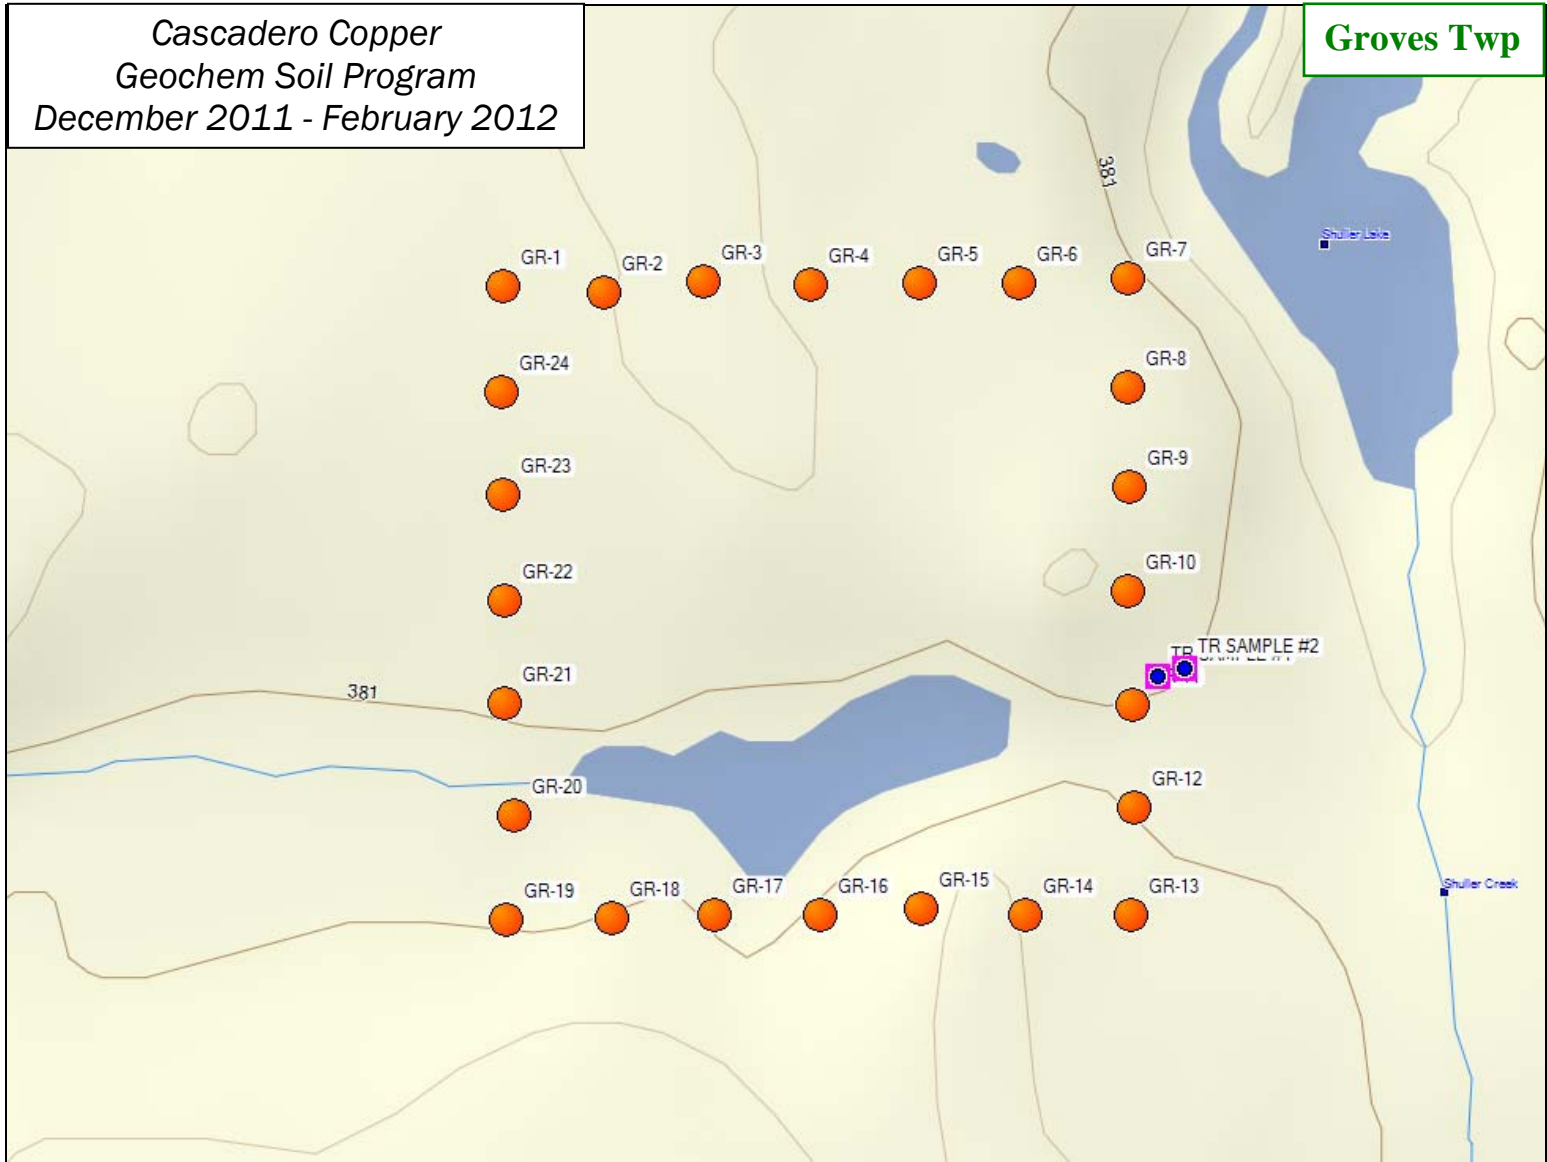 Cascadero Copper
Geochem Soil Program
December 2011 - February 2012
Groves Twp
381
Shuller Lake
GR-1
GR-2
GR-3
GR-4
GR-5
GR-6
GR-7
GR-24
GR-8
GR-23
GR-9
GR-22
GR-10
TR SAMPLE #2
TR
GR-21
381
GR-20
GR-12
GR-19
GR-18
GR-17
GR-16
GR-15
GR-14
GR-13
Shuller Creek